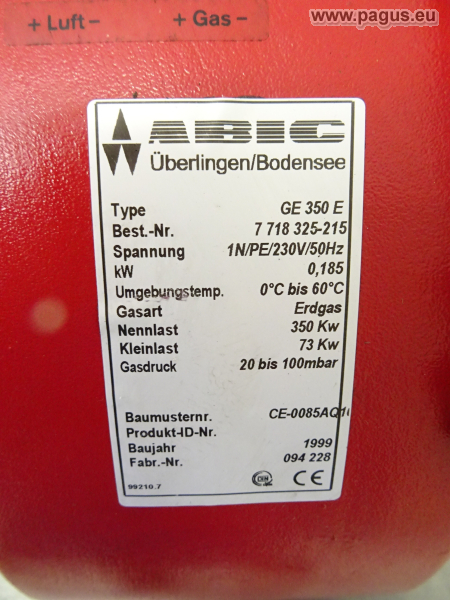 www.pagus.eu
+ Luft - + Gas -
ABIC
Überlingen/Bodensee
Type GE 350 E
Best.-Nr. 7 718 325-215
Spannung 1N/PE/230V/50Hz
kW 0,185
Umgebungstemp. 0°C bis 60°C
Gasart Erdgas
Nennlast 350 Kw
Kleinlast 73 Kw
Gasdruck 20 bis 100mbar
Baumusternr. CE-0085AQ1
Produkt-ID-Nr.
Baujahr 1999
Fabr.-Nr. 094 228
99210.7 CE